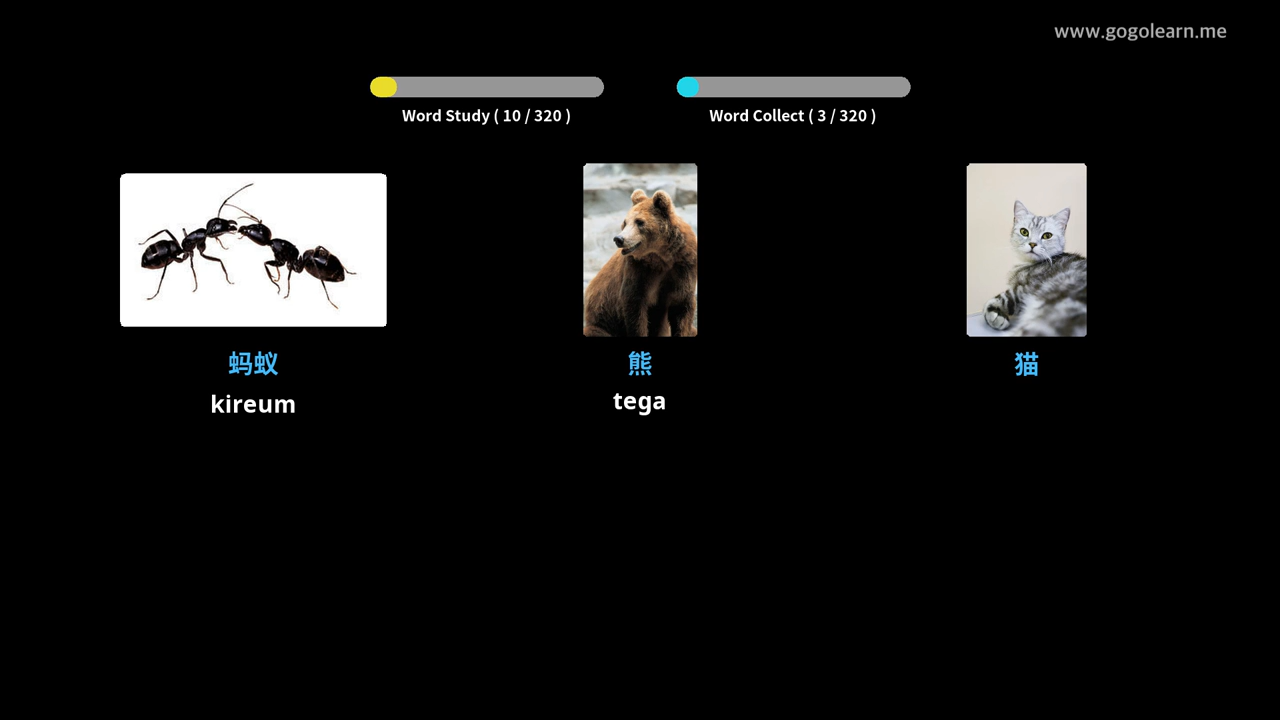 www.gogolearn.me
Word Study ( 10 / 320 )
Word Collect ( 3 / 320 )
蚂蚁
熊
猫
kireum
tega